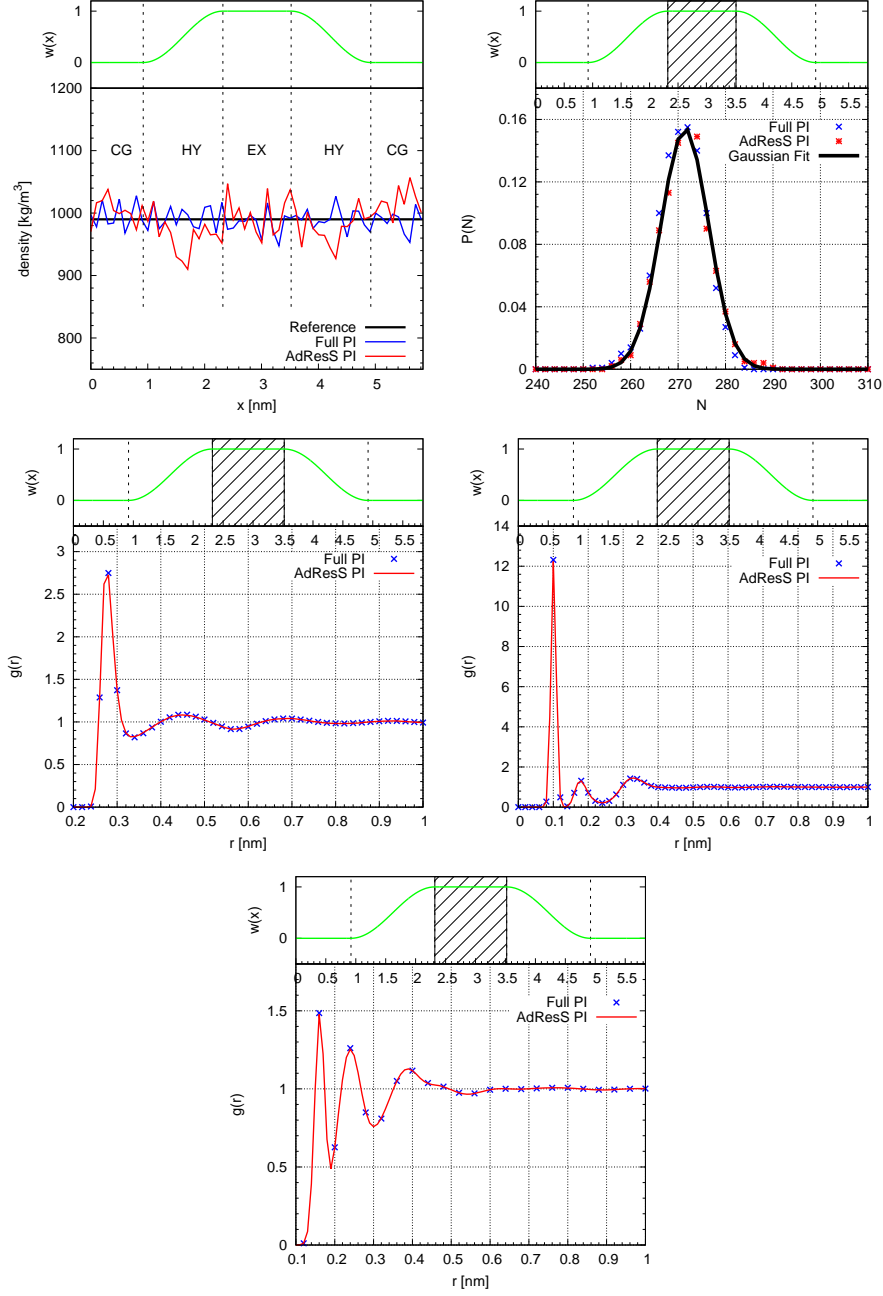 w(x)
1
0
1200
1100
1000
900
800
density [kg/m³]
CG HY EX HY CG
Reference
Full PI
AdResS PI
0 1 2 3 4 5
x [nm]
w(x)
1
0
0 0.5 1 1.5 2 2.5 3 3.5 4 4.5 5 5.5
0.16
0.12
0.08
0.04
0
P(N)
Full PI
AdResS PI
Gaussian Fit
240 250 260 270 280 290 300 310
N
w(x)
1
0
0 0.5 1 1.5 2 2.5 3 3.5 4 4.5 5 5.5
3
2.5
2
1.5
1
0.5
0
g(r)
Full PI
AdResS PI
0.2 0.3 0.4 0.5 0.6 0.7 0.8 0.9 1
r [nm]
w(x)
1
0
0 0.5 1 1.5 2 2.5 3 3.5 4 4.5 5 5.5
14
12
10
8
6
4
2
0
g(r)
Full PI
AdResS PI
0 0.1 0.2 0.3 0.4 0.5 0.6 0.7 0.8 0.9 1
r [nm]
w(x)
1
0
0 0.5 1 1.5 2 2.5 3 3.5 4 4.5 5 5.5
1.5
1
0.5
0
g(r)
Full PI
AdResS PI
0.1 0.2 0.3 0.4 0.5 0.6 0.7 0.8 0.9 1
r [nm]